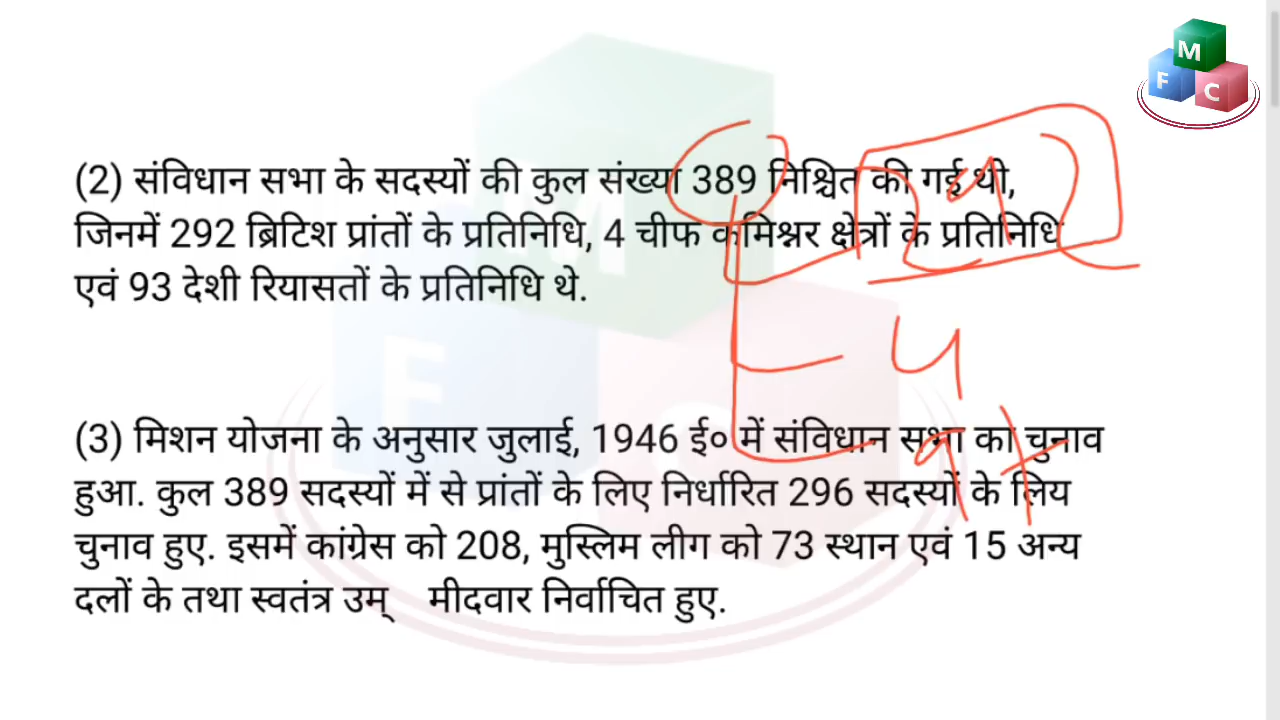 M
F C
(2) संविधान सभा के सदस्यों की कुल संख्या 389 निश्चित की गई थी,
जिनमें 292 ब्रिटिश प्रांतों के प्रतिनिधि, 4 चीफ कमिश्नर क्षेत्रों के प्रतिनिधि
एवं 93 देशी रियासतों के प्रतिनिधि थे.
292
4
(3) मिशन योजना के अनुसार जुलाई, 1946 ई० में संविधान सभा का चुनाव
हुआ. कुल 389 सदस्यों में से प्रांतों के लिए निर्धारित 296 सदस्यों के लिय
चुनाव हुए. इसमें कांग्रेस को 208, मुस्लिम लीग को 73 स्थान एवं 15 अन्य
दलों के तथा स्वतंत्र उम् मीदवार निर्वाचित हुए.